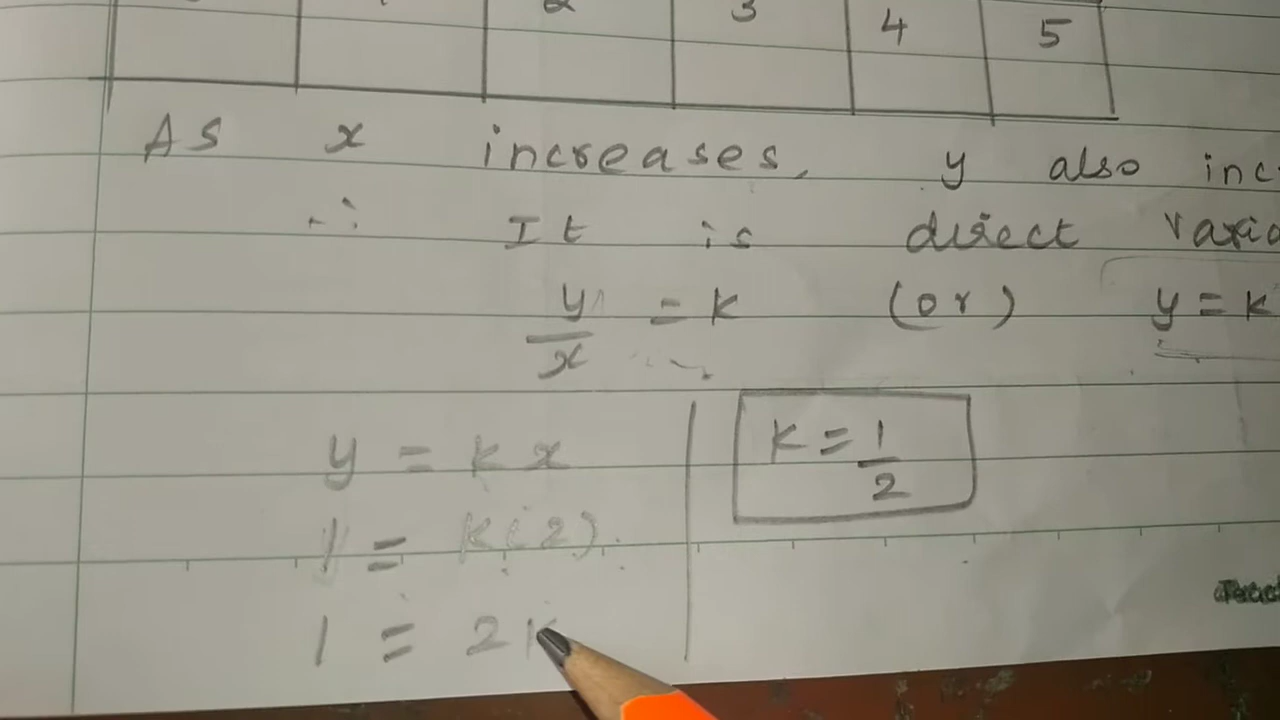 2 3 4 5
As x increases, y also inc
∴ It is direct varia
y/x = k (or) y = k
y = kx
k = 1/2
1 = k(2).
1 = 2k